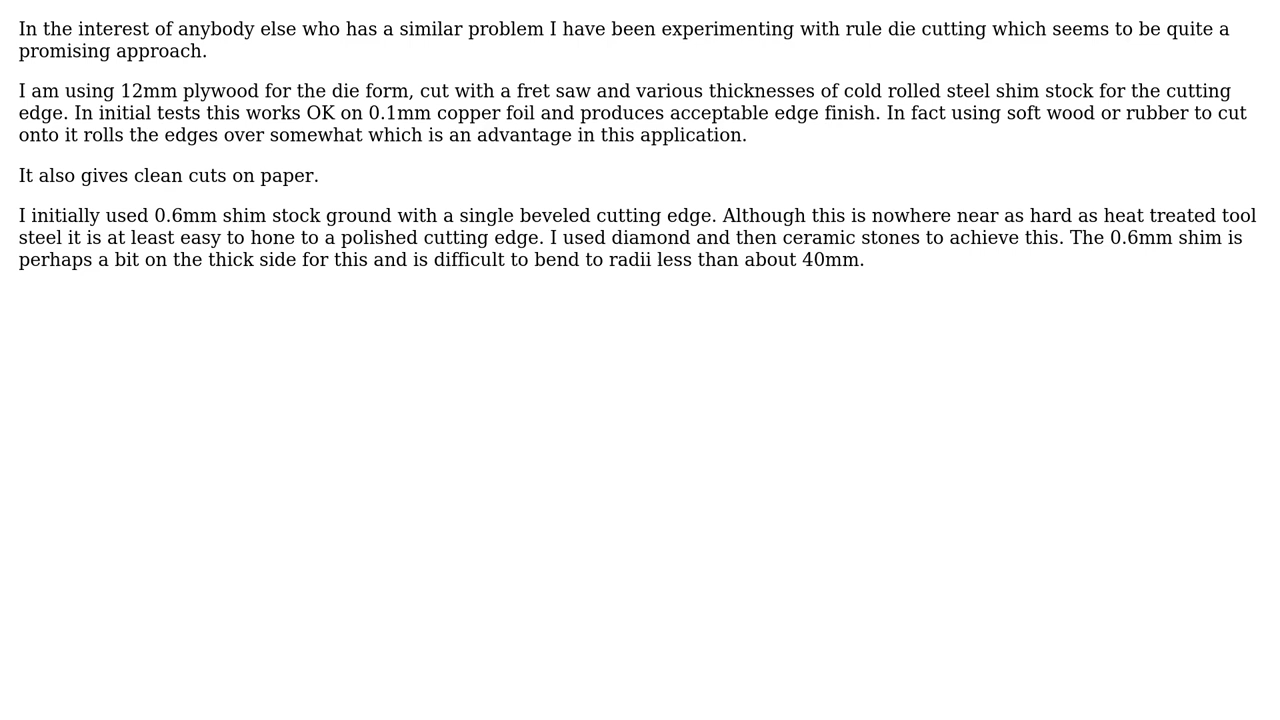 In the interest of anybody else who has a similar problem I have been experimenting with rule die cutting which seems to be quite a
promising approach.
I am using 12mm plywood for the die form, cut with a fret saw and various thicknesses of cold rolled steel shim stock for the cutting
edge. In initial tests this works OK on 0.1mm copper foil and produces acceptable edge finish. In fact using soft wood or rubber to cut
onto it rolls the edges over somewhat which is an advantage in this application.
It also gives clean cuts on paper.
I initially used 0.6mm shim stock ground with a single beveled cutting edge. Although this is nowhere near as hard as heat treated tool
steel it is at least easy to hone to a polished cutting edge. I used diamond and then ceramic stones to achieve this. The 0.6mm shim is
perhaps a bit on the thick side for this and is difficult to bend to radii less than about 40mm.